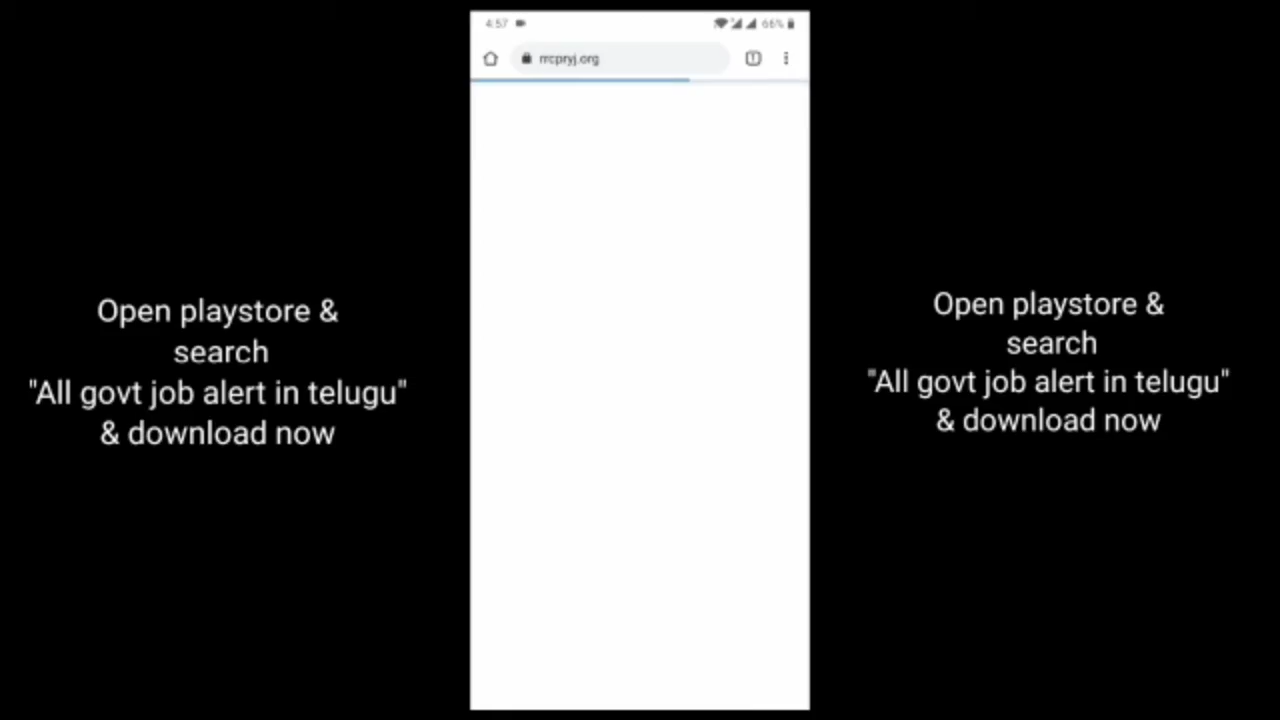 4:57
66%
rrcpryj.org
Open playstore &
search
"All govt job alert in telugu"
& download now
Open playstore &
search
"All govt job alert in telugu"
& download now